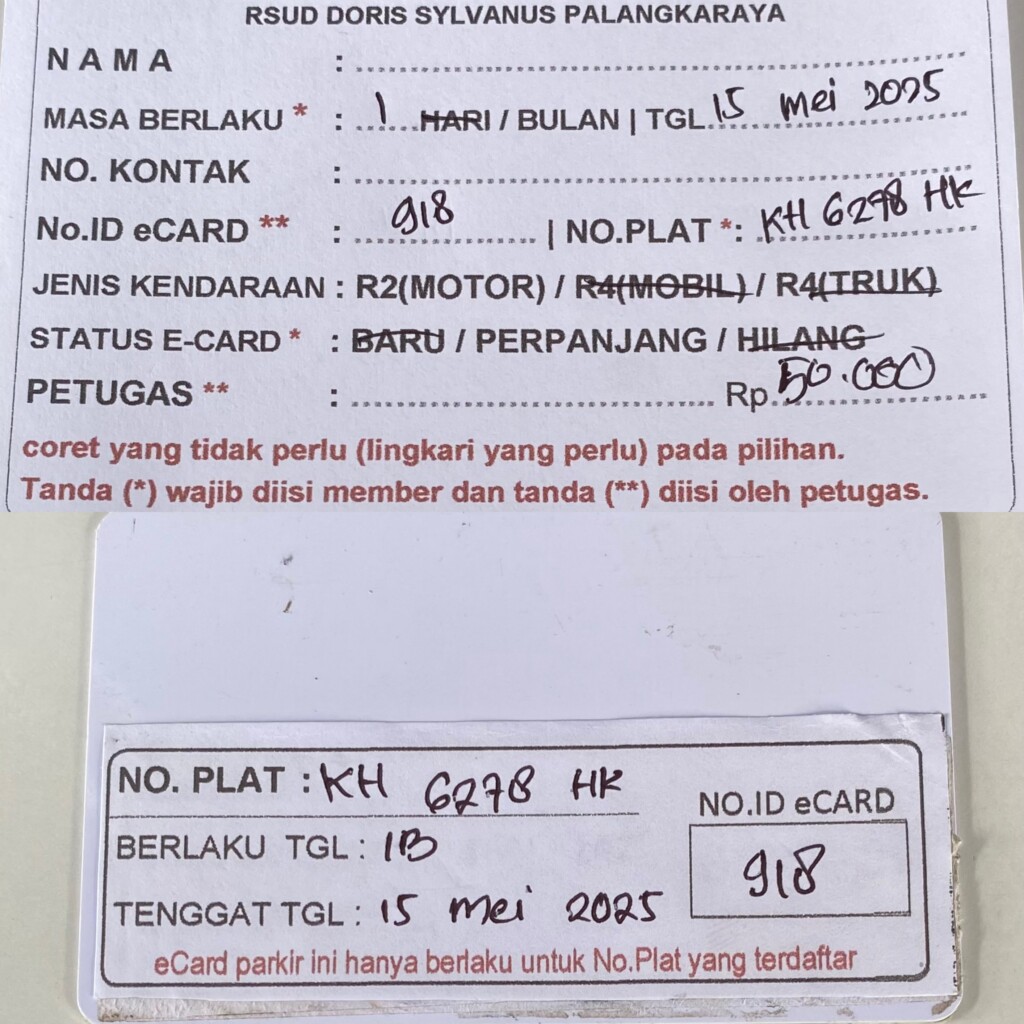 RSUD DORIS SYLVANUS PALANGKARAYA
NAMA : ........................
MASA BERLAKU * : 1 HARI / BULAN | TGL. 15 mei 2025
NO. KONTAK : ........................
No.ID eCARD ** : 918 | NO.PLAT *: KH 6278 HK
JENIS KENDARAAN : R2(MOTOR) / R4(MOBIL) / R4(TRUK)
STATUS E-CARD * : BARU / PERPANJANG / HILANG
PETUGAS ** : ........................ Rp 50.000
coret yang tidak perlu (lingkari yang perlu) pada pilihan.
Tanda (*) wajib diisi member dan tanda (**) diisi oleh petugas.
NO. PLAT : KH 6278 HK
BERLAKU TGL : 1B
TENGGAT TGL : 15 mei 2025
NO.ID eCARD
918
eCard parkir ini hanya berlaku untuk No.Plat yang terdaftar